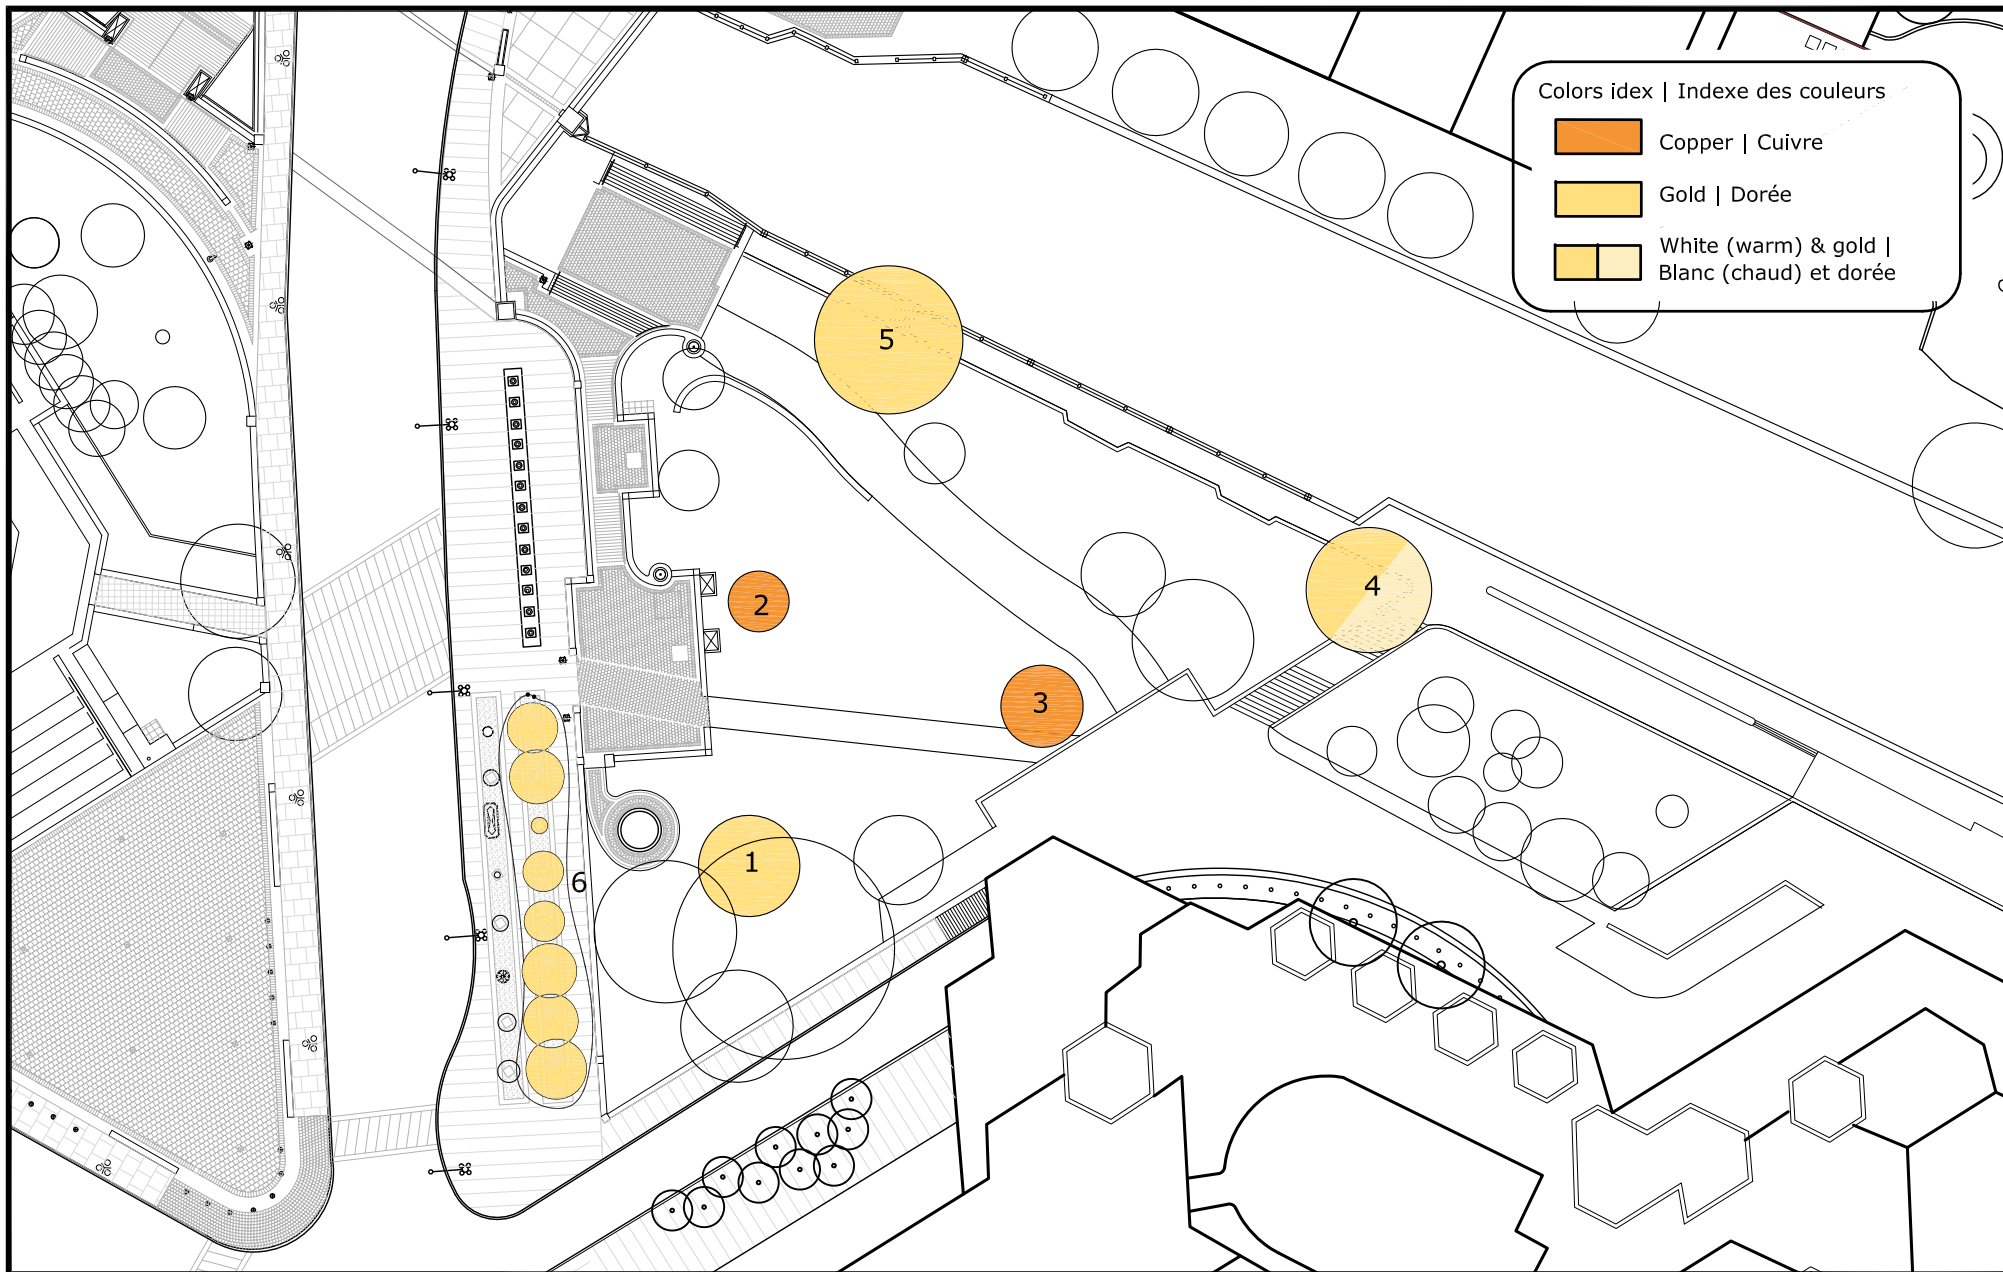 Colors idex | Indexe des couleurs
Copper | Cuivre
Gold | Dorée
White (warm) & gold |
Blanc (chaud) et dorée
5
4
2
3
1
6